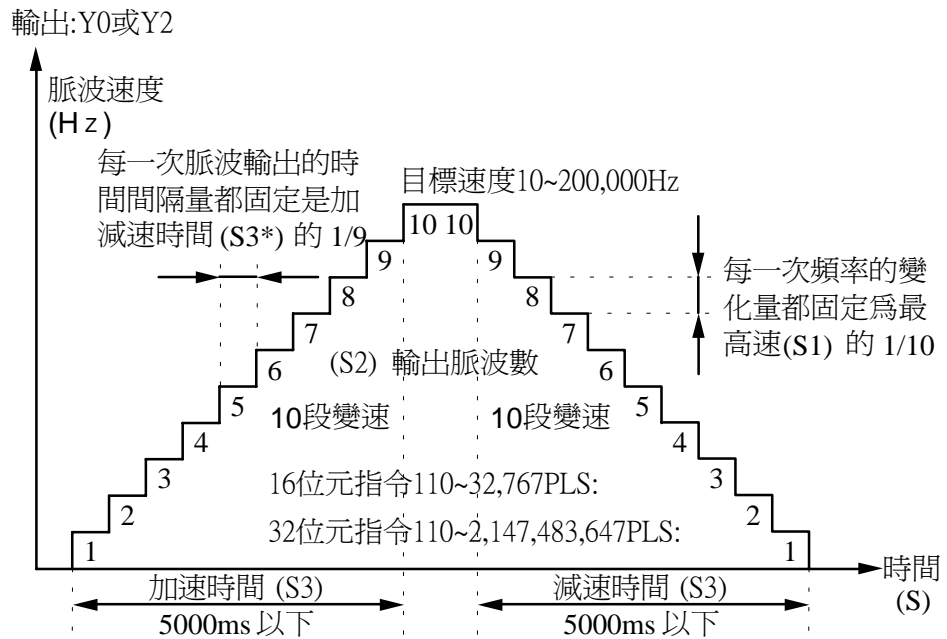 輸出:Y0或Y2
脈波速度
(Hｚ)
每一次脈波輸出的時
間間隔量都固定是加
減速時間 (S3*) 的 1/9
目標速度10~200,000Hz
每一次頻率的變
化量都固定爲最
高速(S1) 的 1/10
10 10
9 9
8 8
7 7
(S2) 輸出脈波數
6 6
5 5
10段變速 10段變速
4 4
3 3
16位元指令110~32,767PLS:
2 2
32位元指令110~2,147,483,647PLS:
1 1
時間
(S)
加速時間 (S3) 減速時間 (S3)
5000ms 以下 5000ms 以下